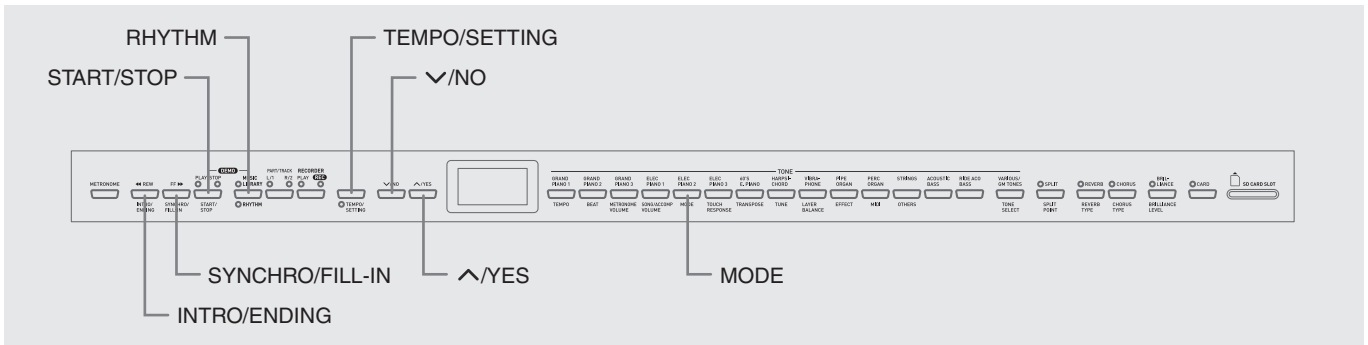 RHYTHM
TEMPO/SETTING
START/STOP
∨/NO
DEMO
PLAY/STOP
MUSIC
LIBRARY
PART/TRACK
L/1 R/2
RECORDER
PLAY REC
METRONOME
◀◀ REW
FF ▶▶
∨/NO
∧/YES
INTRO/
ENDING
SYNCHRO/
FILL-IN
START/
STOP
RHYTHM
TEMPO/
SETTING
TONE
GRAND
PIANO 1
GRAND
PIANO 2
GRAND
PIANO 3
ELEC
PIANO 1
ELEC
PIANO 2
ELEC
PIANO 3
60'S
E. PIANO
HARPSI-
CHORD
VIBRA-
PHONE
PIPE
ORGAN
PERC
ORGAN
STRINGS
ACOUSTIC
BASS
RIDE ACO
BASS
VARIOUS/
GM TONES
TEMPO
BEAT
METRONOME
VOLUME
SONG/ACCOMP
VOLUME
MODE
TOUCH
RESPONSE
TRANSPOSE
TUNE
LAYER
BALANCE
EFFECT
MIDI
OTHERS
TONE
SELECT
SPLIT
REVERB
CHORUS
BRIL-
LIANCE
CARD
SD CARD SLOT
SPLIT
POINT
REVERB
TYPE
CHORUS
TYPE
BRILLIANCE
LEVEL
SYNCHRO/FILL-IN
∧/YES
MODE
INTRO/ENDING